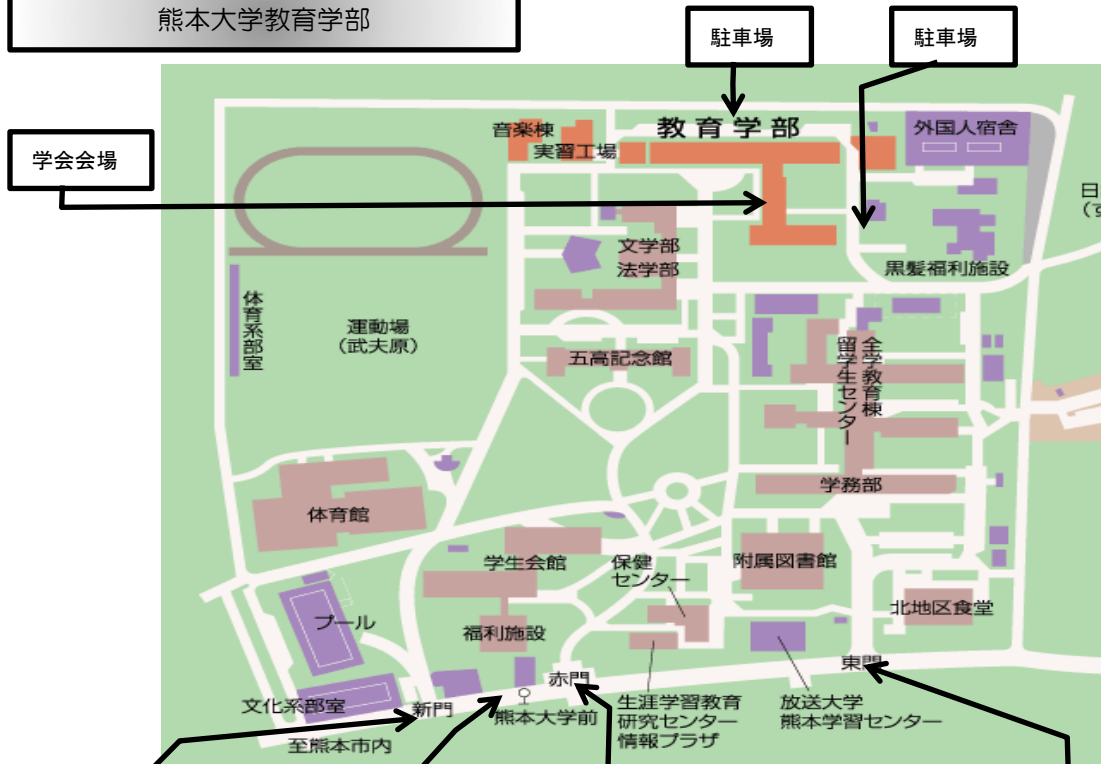 熊本大学教育学部
駐車場
駐車場
学会会場
音楽棟
実習工場
教育学部
外国人宿舎
文学部
法学部
黒髪福利施設
体育系部室
運動場
(武夫原)
五高記念館
全学教育棟
留学生センター
学務部
体育館
学生会館
保健
センター
附属図書館
北地区食堂
プール
福利施設
赤門
東門
文化系部室
新門
熊本大学前
生涯学習教育
研究センター
情報プラザ
放送大学
熊本学習センター
至熊本市内